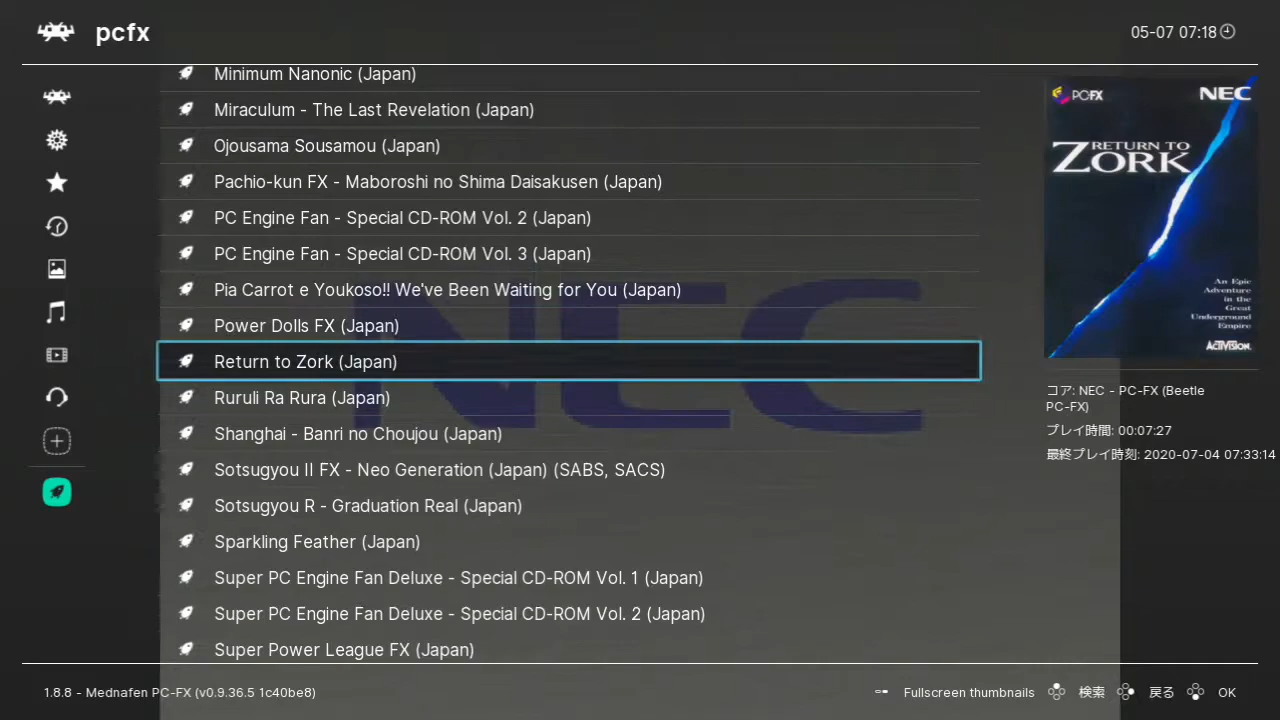 pcfx
05-07 07:18
Minimum Nanonic (Japan)
Miraculum - The Last Revelation (Japan)
Ojousama Sousamou (Japan)
Pachio-kun FX - Maboroshi no Shima Daisakusen (Japan)
PC Engine Fan - Special CD-ROM Vol. 2 (Japan)
PC Engine Fan - Special CD-ROM Vol. 3 (Japan)
Pia Carrot e Youkoso!! We've Been Waiting for You (Japan)
Power Dolls FX (Japan)
Return to Zork (Japan)
Ruruli Ra Rura (Japan)
Shanghai - Banri no Choujou (Japan)
Sotsugyou II FX - Neo Generation (Japan) (SABS, SACS)
Sotsugyou R - Graduation Real (Japan)
Sparkling Feather (Japan)
Super PC Engine Fan Deluxe - Special CD-ROM Vol. 1 (Japan)
Super PC Engine Fan Deluxe - Special CD-ROM Vol. 2 (Japan)
Super Power League FX (Japan)
NEC
PC-FX NEC
RETURN TO
ZORK
An Epic
Adventure
in the
Great
Underground
Empire
ACTIVISION.
コア: NEC - PC-FX (Beetle
PC-FX)
プレイ時間: 00:07:27
最終プレイ時刻: 2020-07-04 07:33:14
1.8.8 - Mednafen PC-FX (v0.9.36.5 1c40be8)
Fullscreen thumbnails 検索 戻る OK